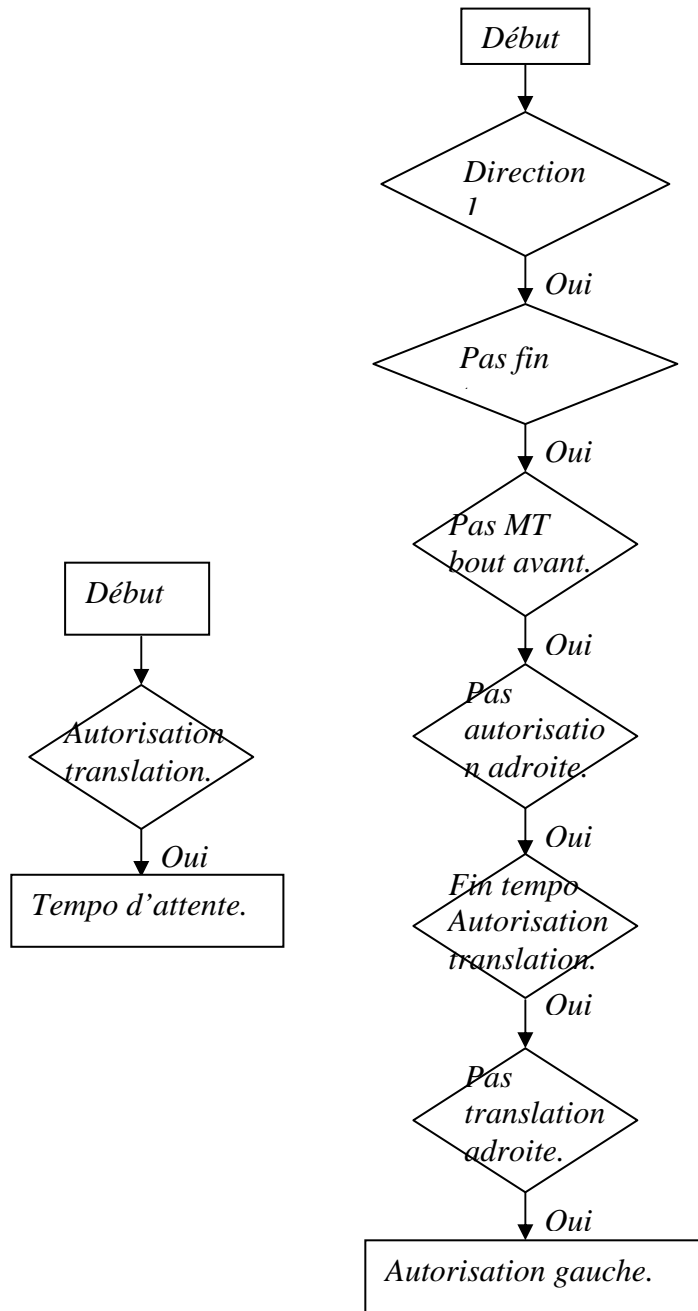 Début
Autorisation
translation.
Oui
Tempo d'attente.
Début
Direction
1
Oui
Pas fin
Oui
Pas MT
bout avant.
Oui
Pas
autorisatio
n adroite.
Oui
Fin tempo
Autorisation
translation.
Oui
Pas
translation
adroite.
Oui
Autorisation gauche.